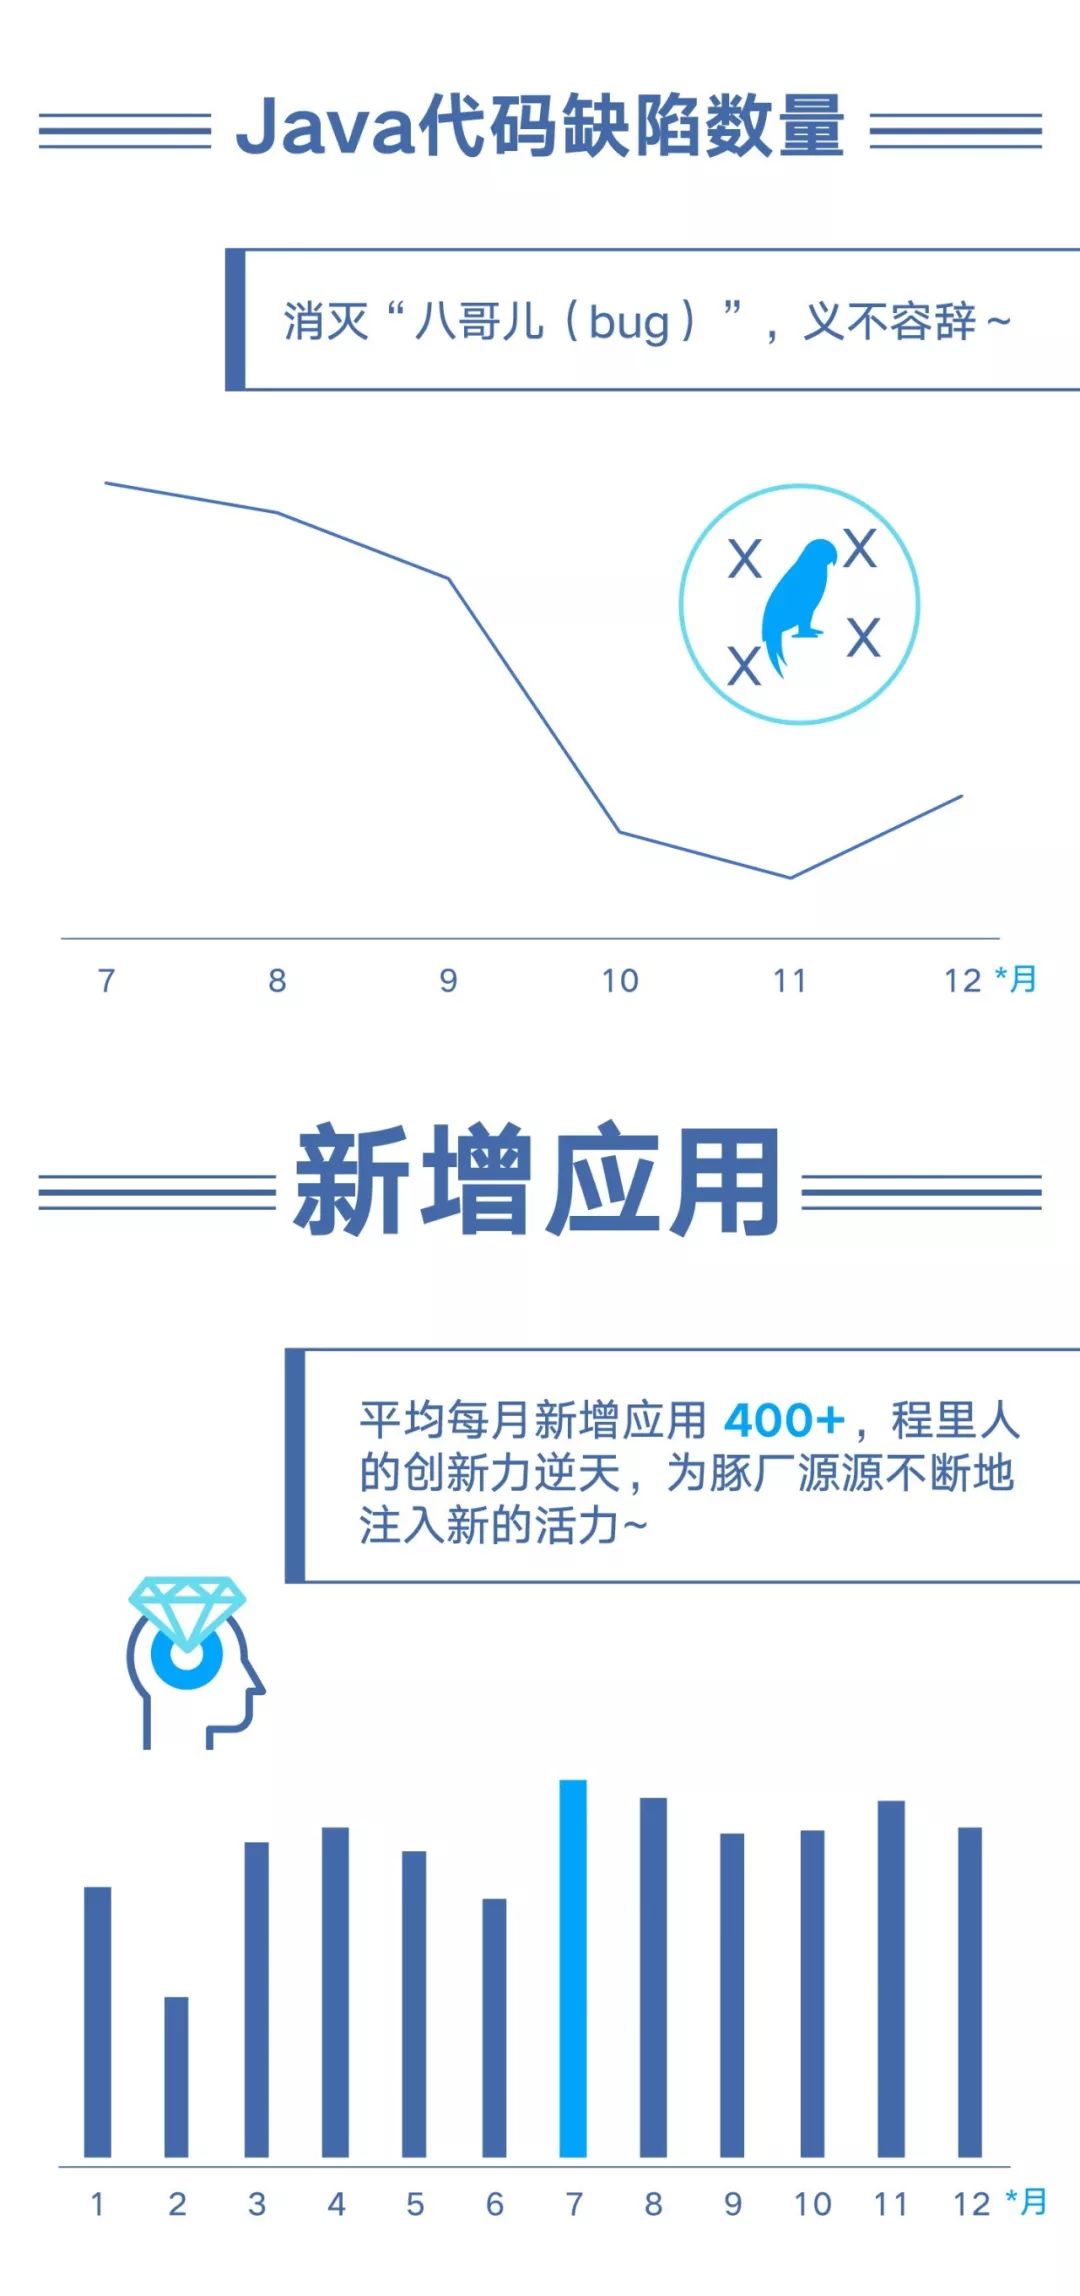 Java代码缺陷数量
消灭“八哥儿（bug）”，义不容辞~
X X
X X
7 8 9 10 11 12 *月
新增应用
平均每月新增应用 400+，程里人
的创新力逆天，为豚厂源源不断地
注入新的活力~
1 2 3 4 5 6 7 8 9 10 11 12 *月